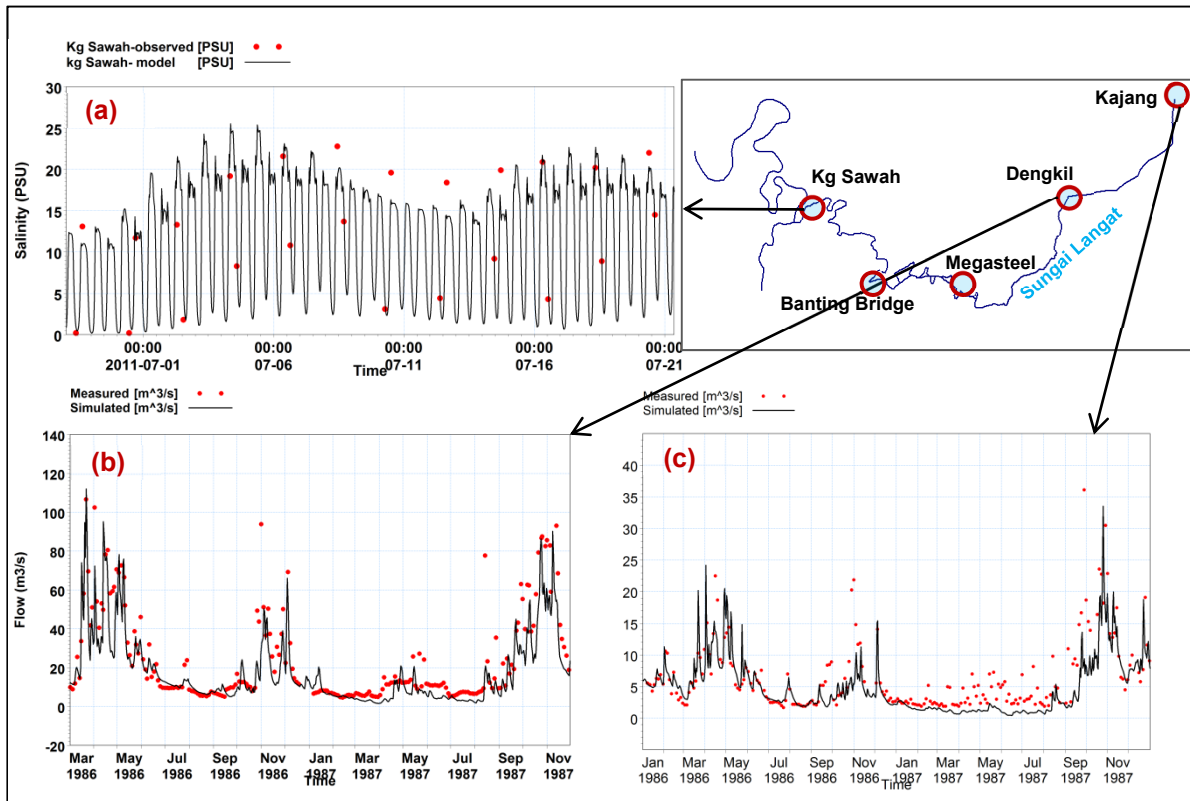 Kg Sawah-observed [PSU]
kg Sawah- model [PSU]
(a)
Salinity (PSU)
30
25
20
15
10
5
0
00:00 00:00 00:00 00:00 00:00
2011-07-01 07-06 07-11 07-16 07-21
Time
Kajang
Dengkil
Kg Sawah
Megasteel
Banting Bridge
Sungai Langat
Measured [m^3/s]
Simulated [m^3/s]
(b)
Flow (m3/s)
140
120
100
80
60
40
20
0
-20
Mar May Jul Sep Nov Jan Mar May Jul Sep Nov
1986 1986 1986 1986 1986 1987 1987 1987 1987 1987 1987
Time
Measured [m^3/s]
Simulated [m^3/s]
(c)
40
35
30
25
20
15
10
5
0
Jan Mar May Jul Sep Nov Jan Mar May Jul Sep Nov
1986 1986 1986 1986 1986 1986 1987 1987 1987 1987 1987 1987
Time